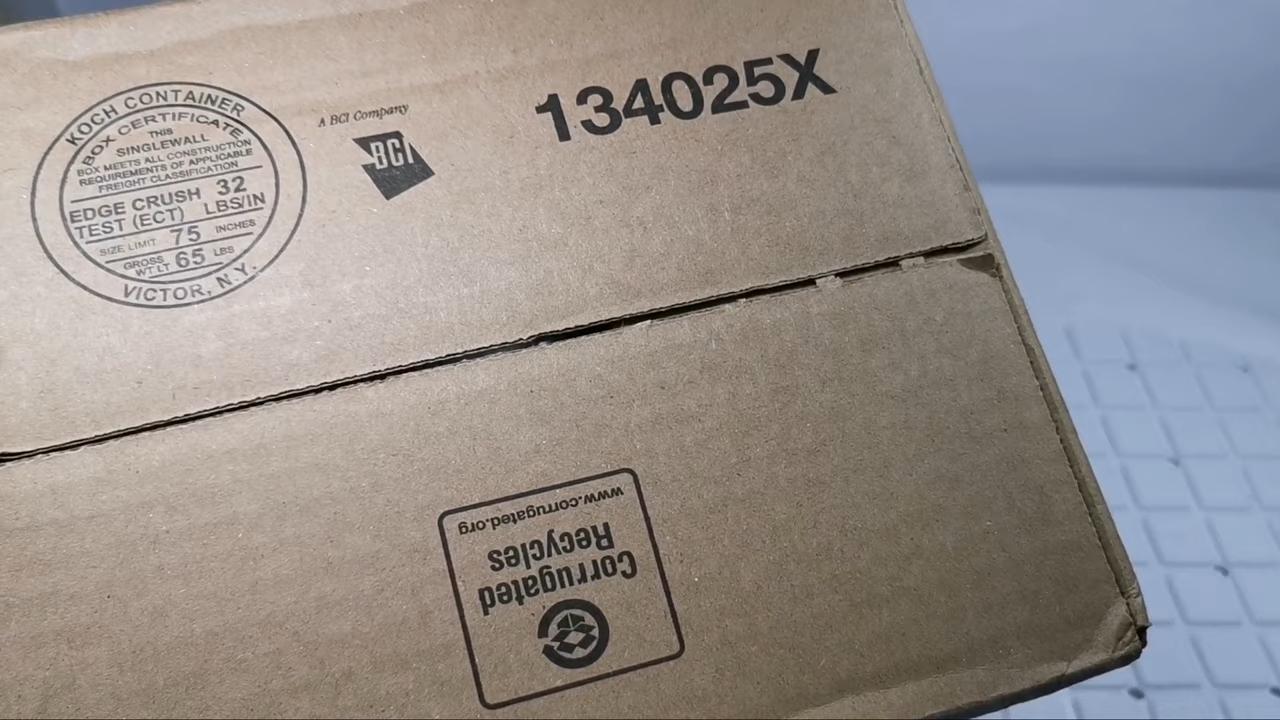 KOCH CONTAINER
BOX CERTIFICATE
THIS
SINGLEWALL
BOX MEETS ALL CONSTRUCTION
REQUIREMENTS OF APPLICABLE
FREIGHT CLASSIFICATION
EDGE CRUSH 32
TEST (ECT) LBS/IN
SIZE LIMIT 75 INCHES
GROSS
WT LT 65 LBS
VICTOR, N.Y.
A BCI Company
BCI
134025X
Corrugated
Recycles
www.corrugated.org